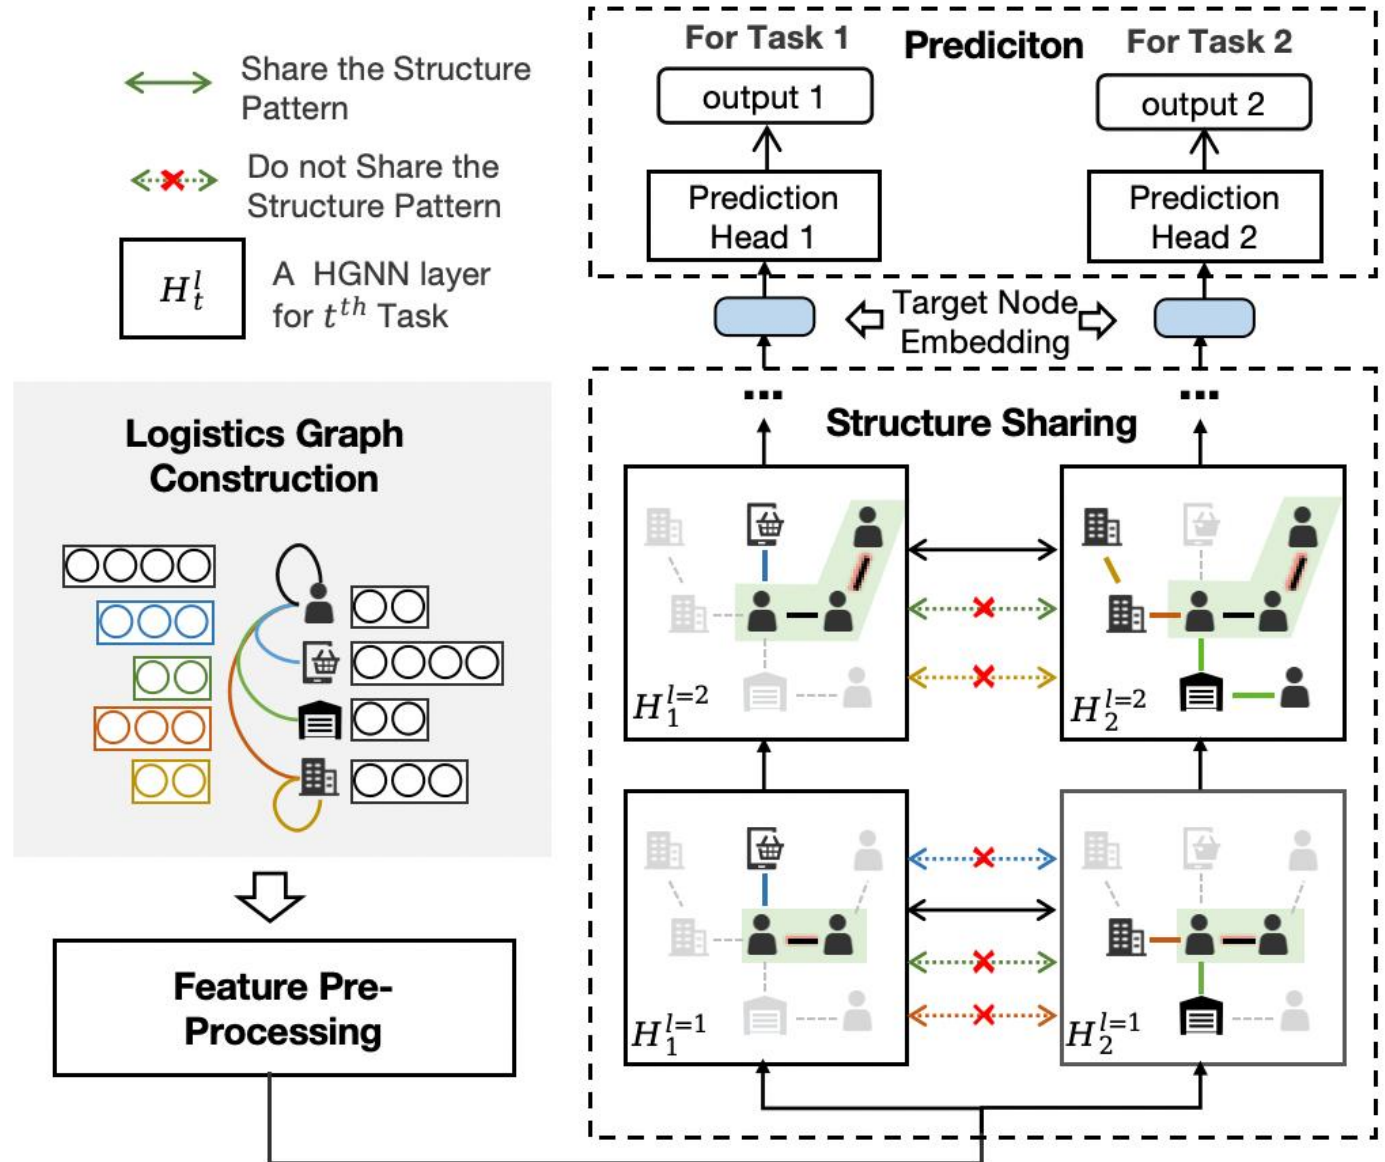 Share the Structure
Pattern
Do not Share the
Structure Pattern
H_t^l
A HGNN layer
for t^{th} Task
Logistics Graph
Construction
Feature Pre-
Processing
For Task 1
Prediciton
For Task 2
output 1
output 2
Prediction
Head 1
Prediction
Head 2
Target Node
Embedding
...
...
Structure Sharing
H_1^{l=2}
H_2^{l=2}
H_1^{l=1}
H_2^{l=1}